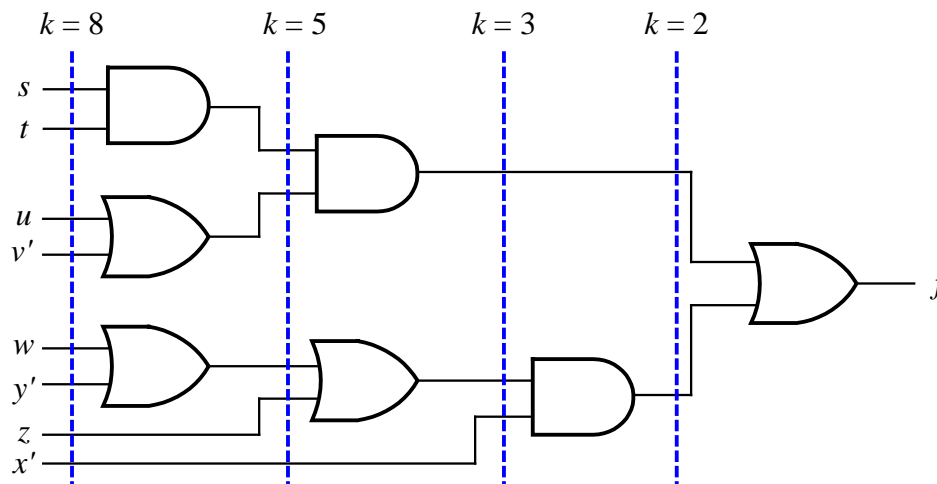 k = 8 k = 5 k = 3 k = 2
s
t
u
v'
w
y'
z
x'